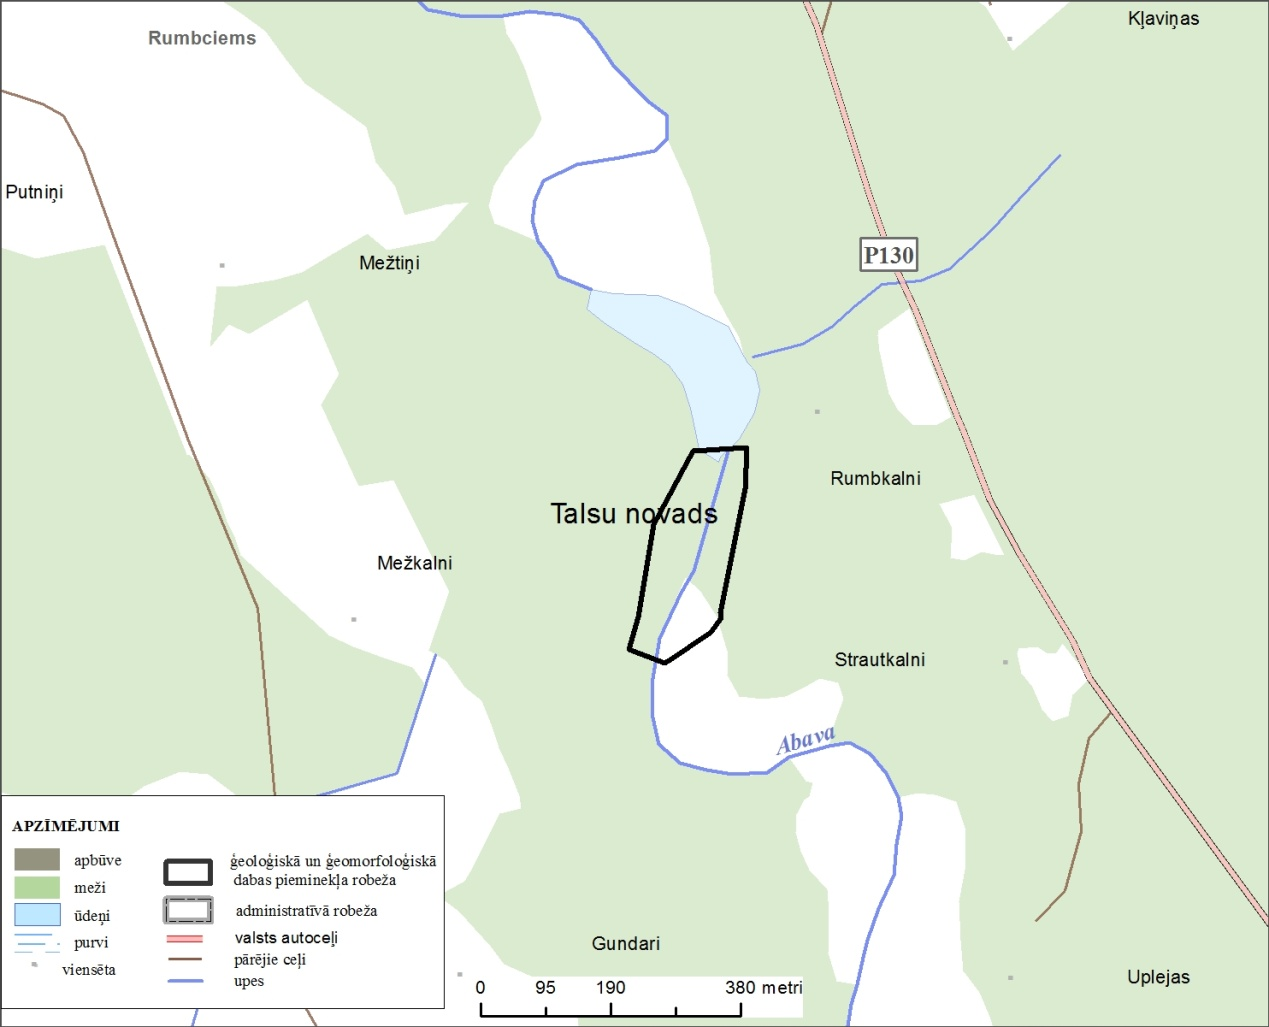 Kļaviņas
Rumbciems
Putniņi
P130
Mežtiņi
Rumbkalni
Talsu novads
Mežkalni
Strautkalni
Abava
Gundari
Uplejas
APZĪMĒJUMI
apbūve
meži
ūdeņi
purvi
viensēta
ģeoloģiskā un ģeomorfoloģiskā
dabas pieminekļa robeža
administratīvā robeža
valsts autoceļi
pārējie ceļi
upes
0 95 190 380 metri